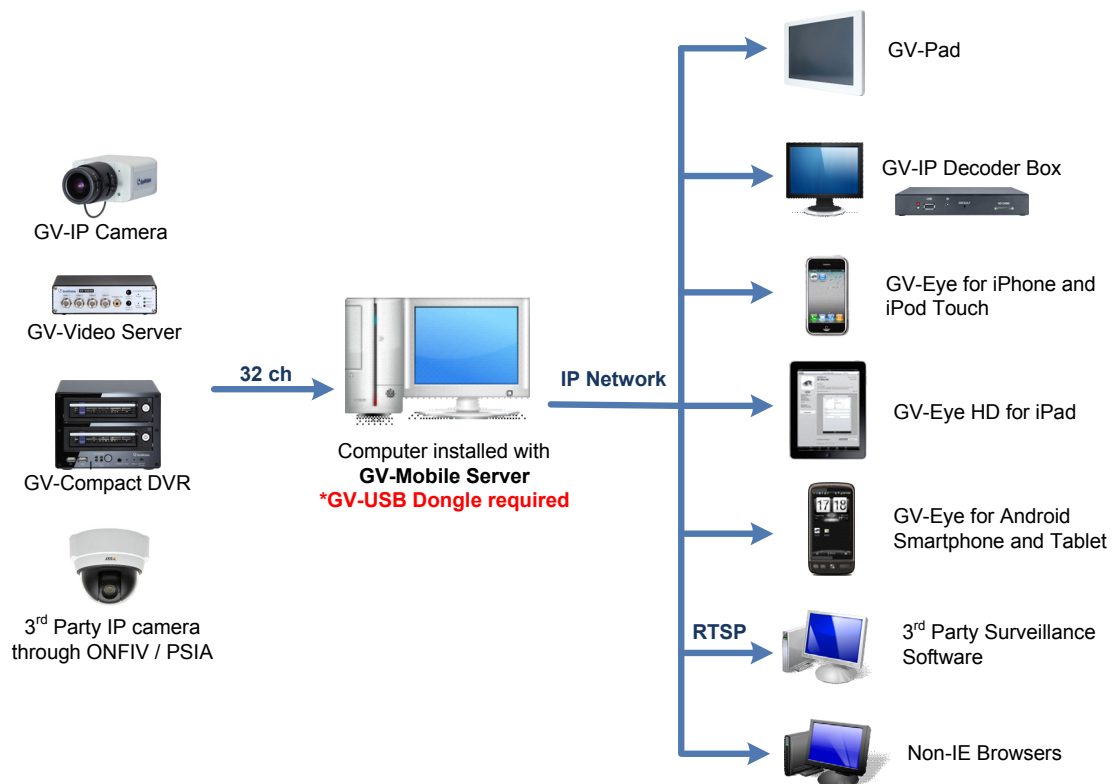 GV-IP Camera
GV-Video Server
GV-Compact DVR
3rd Party IP camera
through ONFIV / PSIA
32 ch
Computer installed with
GV-Mobile Server
*GV-USB Dongle required
IP Network
RTSP
GV-Pad
GV-IP Decoder Box
GV-Eye for iPhone and
iPod Touch
GV-Eye HD for iPad
17 18
GV-Eye for Android
Smartphone and Tablet
3rd Party Surveillance
Software
Non-IE Browsers